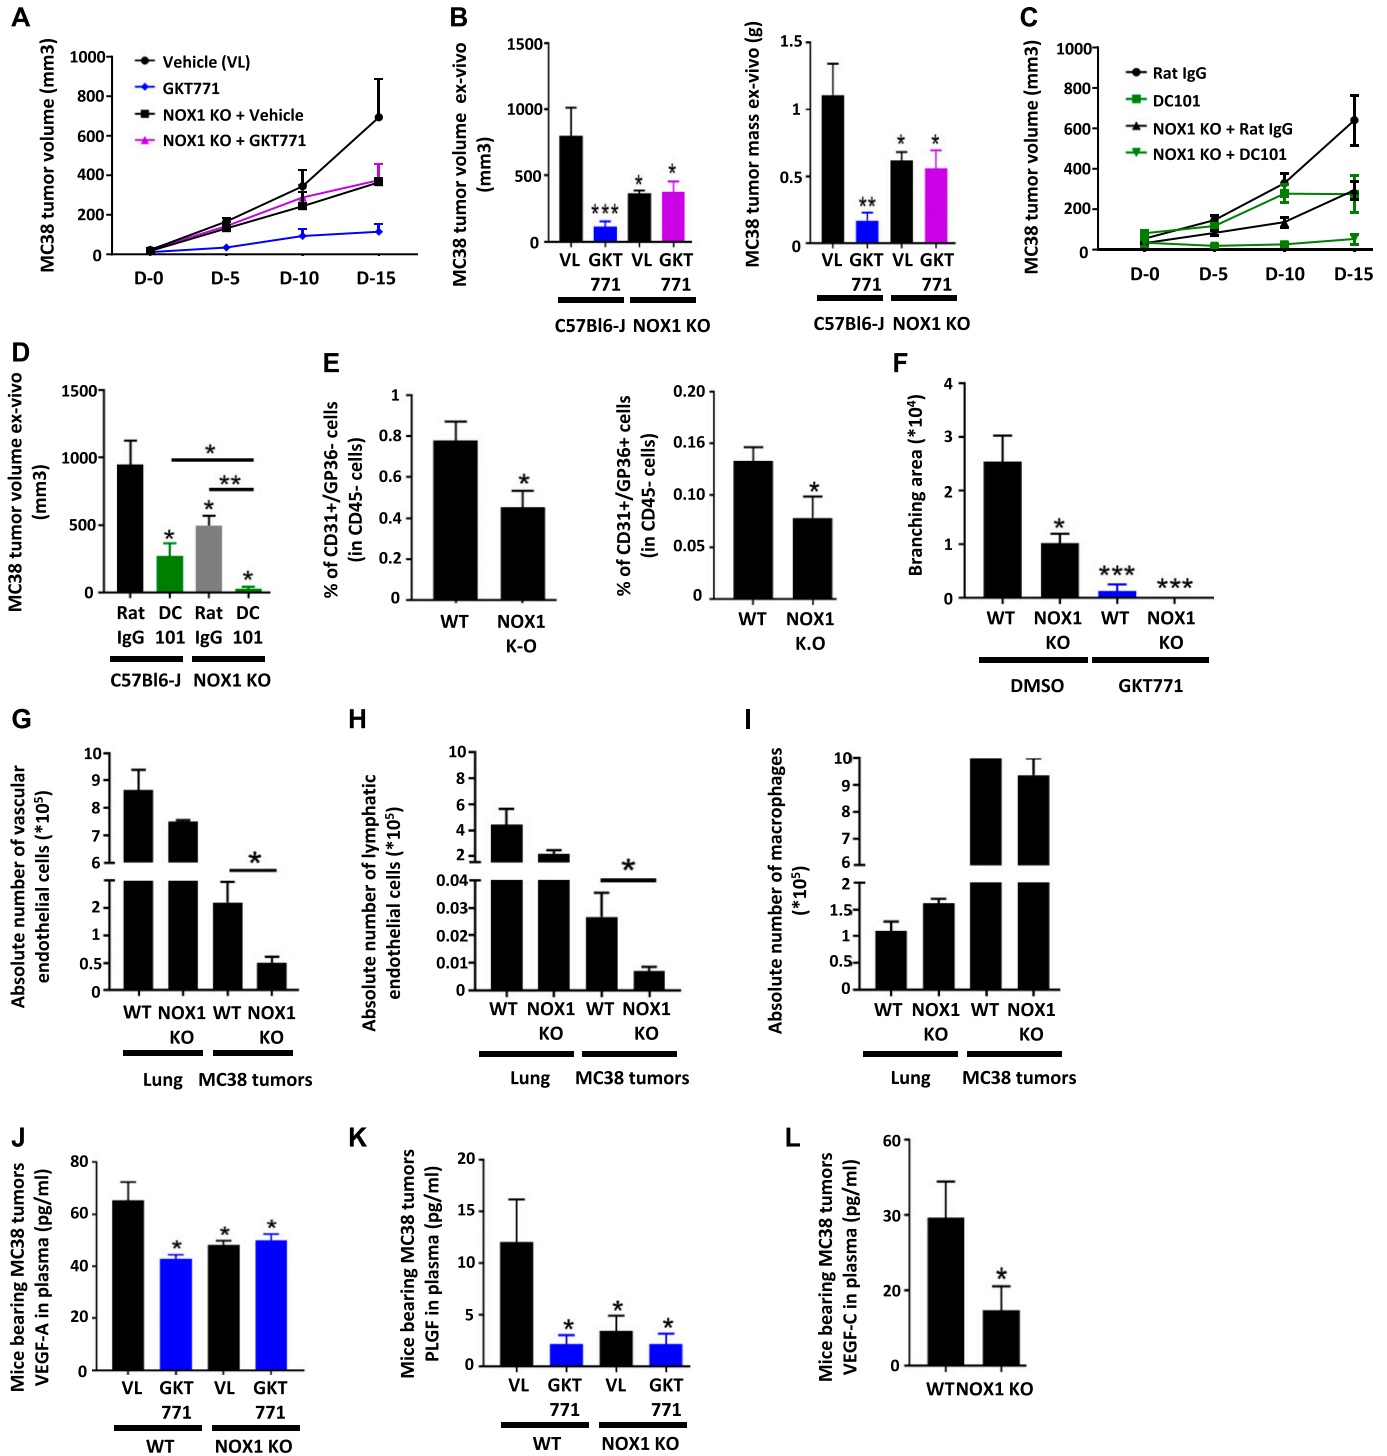 A
MC38 tumor volume (mm3)
1000
800
600
400
200
0
D-0 D-5 D-10 D-15
Vehicle (VL)
GKT771
NOX1 KO + Vehicle
NOX1 KO + GKT771
B
MC38 tumor volume ex-vivo
(mm3)
1500
1000
500
0
*** * *
VL GKT VL GKT
771 771
C57Bl6-J NOX1 KO
MC38 tumor mass ex-vivo (g)
1.5
1
0.5
0
** * *
VL GKT VL GKT
771 771
C57Bl6-J NOX1 KO
C
MC38 tumor volume (mm3)
1000
800
600
400
200
0
D-0 D-5 D-10 D-15
Rat IgG
DC101
NOX1 KO + Rat IgG
NOX1 KO + DC101
D
MC38 tumor volume ex-vivo
(mm3)
1500
1000
500
0
*
**
* * *
Rat DC Rat DC
IgG 101 IgG 101
C57Bl6-J NOX1 KO
E
% of CD31+/GP36- cells
(in CD45- cells)
1
0.8
0.6
0.4
0.2
0
*
WT NOX1
K-O
% of CD31+/GP36+ cells
(in CD45- cells)
0.20
0.16
0.10
0.05
0
*
WT NOX1
K.O
F
Branching area (*10⁴)
4
3
2
1
0
* *** ***
WT NOX1 WT NOX1
KO KO
DMSO GKT771
G
Absolute number of vascular
endothelial cells (*10⁵)
10
9
8
7
6
2
1
0.5
0
*
WT NOX1 WT NOX1
KO KO
Lung MC38 tumors
H
Absolute number of lymphatic
endothelial cells (*10⁵)
10
8
6
4
2
0.04
0.03
0.02
0.01
0
*
WT NOX1 WT NOX1
KO KO
Lung MC38 tumors
I
Absolute number of macrophages
(*10⁵)
10
9
8
7
6
2
1.5
1
0.5
0
WT NOX1 WT NOX1
KO KO
Lung MC38 tumors
J
Mice bearing MC38 tumors
VEGF-A in plasma (pg/ml)
80
60
40
20
0
* * *
VL GKT VL GKT
771 771
WT NOX1 KO
K
Mice bearing MC38 tumors
PLGF in plasma (pg/ml)
20
15
10
5
0
* * *
VL GKT VL GKT
771 771
WT NOX1 KO
L
Mice bearing MC38 tumors
VEGF-C in plasma (pg/ml)
60
30
20
0
*
WT NOX1 KO